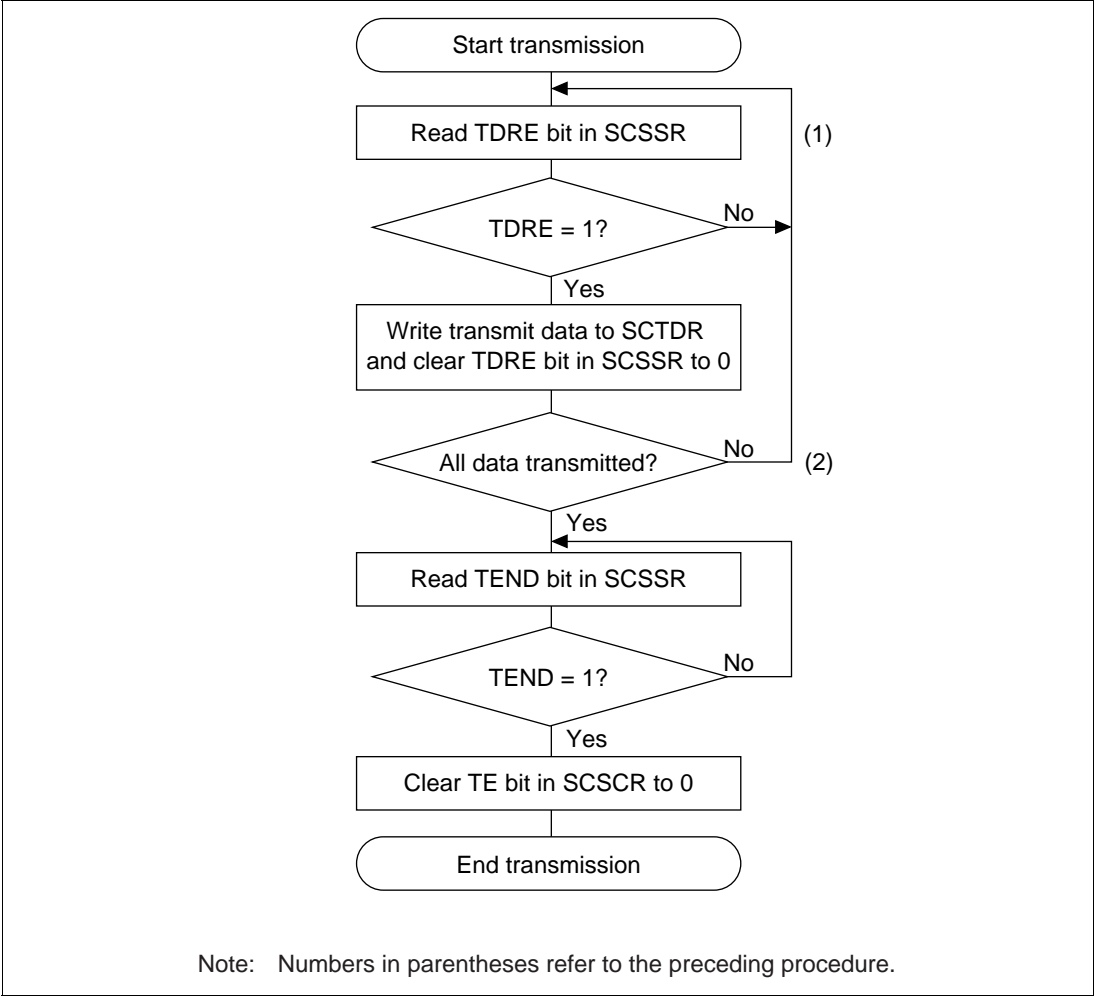 Start transmission
Read TDRE bit in SCSSR
(1)
TDRE = 1?
No
Yes
Write transmit data to SCTDR
and clear TDRE bit in SCSSR to 0
All data transmitted?
No
(2)
Yes
Read TEND bit in SCSSR
TEND = 1?
No
Yes
Clear TE bit in SCSCR to 0
End transmission
Note: Numbers in parentheses refer to the preceding procedure.